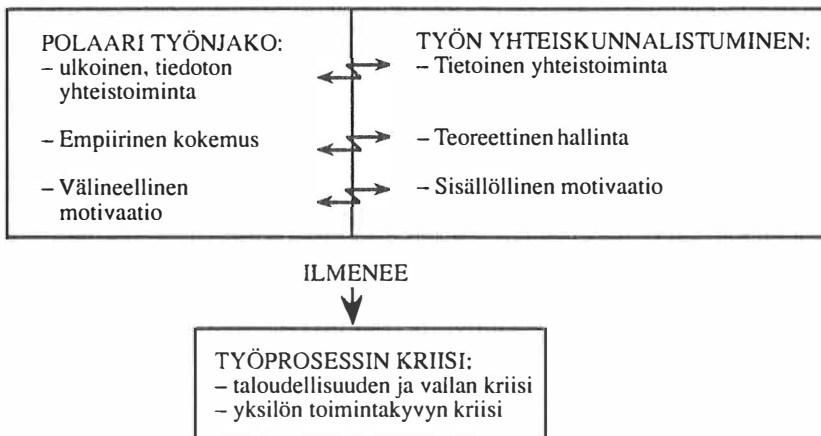 POLAARI TYÖNJAKO:
– ulkoinen, tiedoton
yhteistoiminta
– Empiirinen kokemus
– Välineellinen
motivaatio
TYÖN YHTEISKUNNALISTUMINEN:
– Tietoinen yhteistoiminta
– Teoreettinen hallinta
– Sisällöllinen motivaatio
ILMENEE
TYÖPROSESSIN KRIISI:
– taloudellisuuden ja vallan kriisi
– yksilön toimintakyvyn kriisi